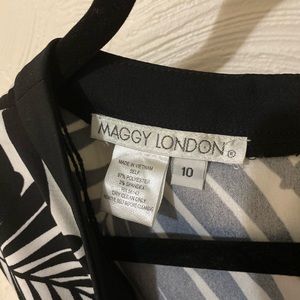 MAGGY LONDON®
MADE IN VIETNAM
SELF
97% POLYESTER
3% SPANDEX
DRY CLEAN ONLY
10